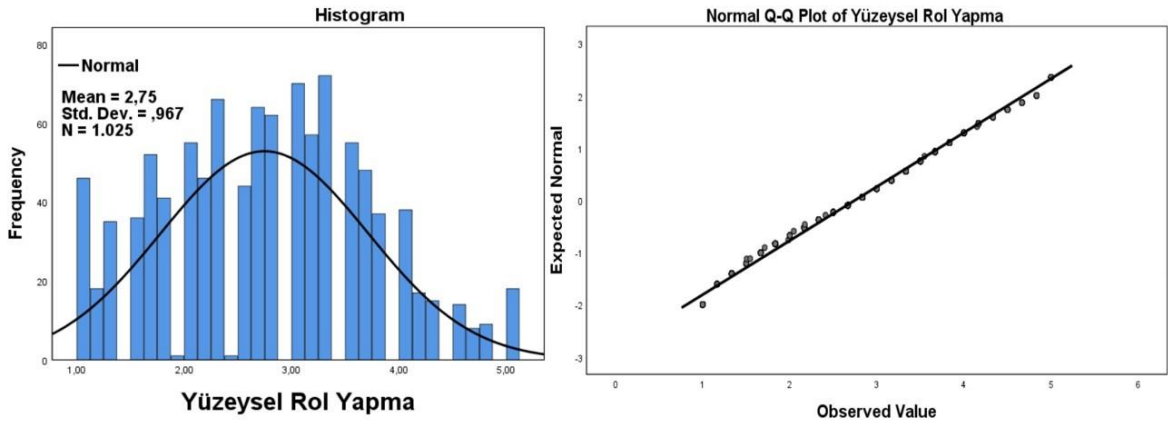 Histogram
80
60
40
20
0
Normal
Mean = 2,75
Std. Dev. = ,967
N = 1.025
Frequency
1,00 2,00 3,00 4,00 5,00
Yüzeysel Rol Yapma
Normal Q-Q Plot of Yüzeysel Rol Yapma
3
2
1
0
-1
-2
-3
Expected Normal
0 1 2 3 4 5 6
Observed Value